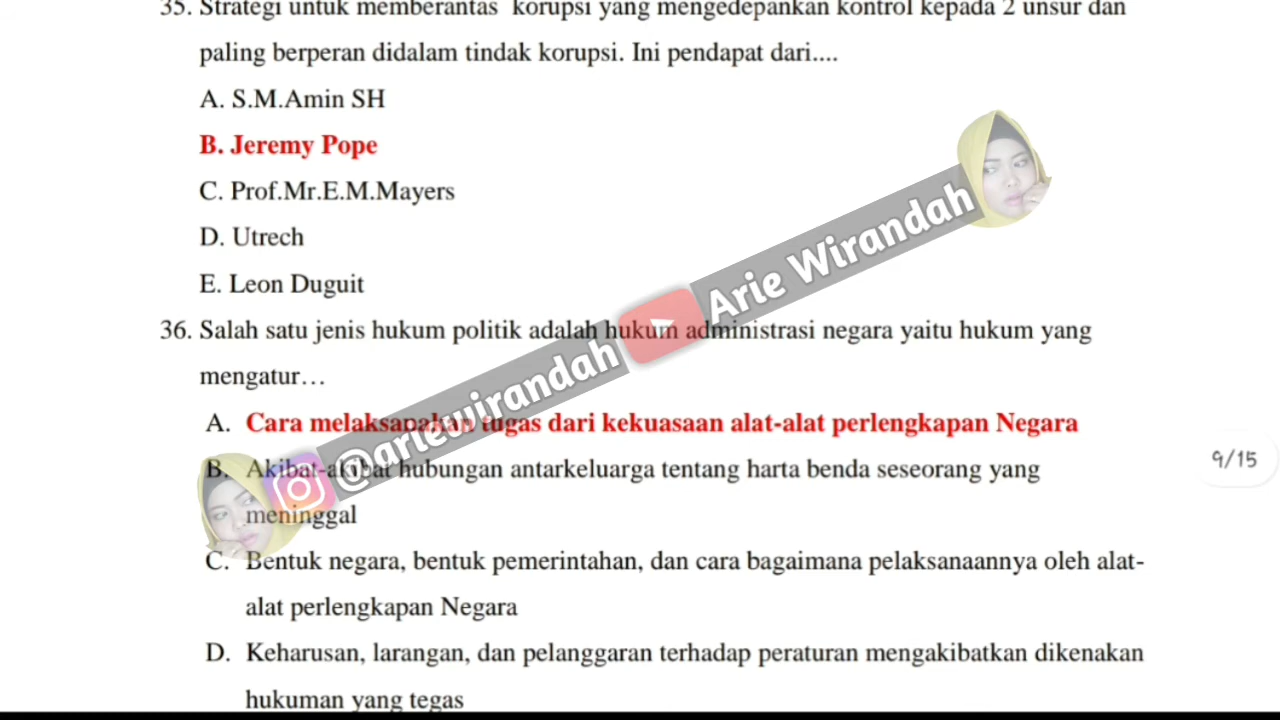 35. Strategi untuk memberantas korupsi yang mengedepankan kontrol kepada 2 unsur dan
paling berperan didalam tindak korupsi. Ini pendapat dari....
A. S.M.Amin SH
B. Jeremy Pope
C. Prof.Mr.E.M.Mayers
D. Utrech
E. Leon Duguit
36. Salah satu jenis hukum politik adalah hukum administrasi negara yaitu hukum yang
mengatur…
A. Cara melaksanakan tugas dari kekuasaan alat-alat perlengkapan Negara
B. Akibat-akibat hubungan antarkeluarga tentang harta benda seseorang yang
meninggal
C. Bentuk negara, bentuk pemerintahan, dan cara bagaimana pelaksanaannya oleh alat-
alat perlengkapan Negara
D. Keharusan, larangan, dan pelanggaran terhadap peraturan mengakibatkan dikenakan
hukuman yang tegas
@ariewirandah
Arie Wirandah
9/15